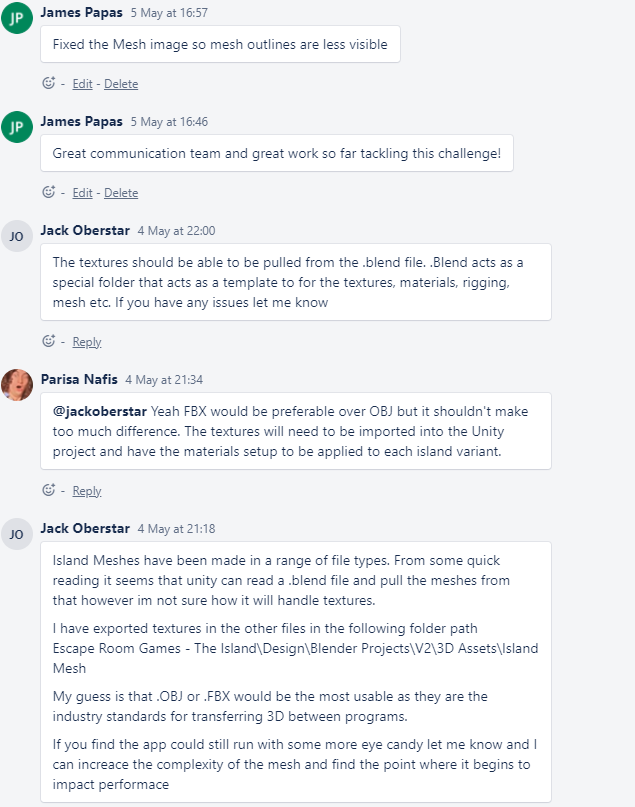 JP James Papas 5 May at 16:57
Fixed the Mesh image so mesh outlines are less visible
- Edit - Delete
JP James Papas 5 May at 16:46
Great communication team and great work so far tackling this challenge!
- Edit - Delete
JO Jack Oberstar 4 May at 22:00
The textures should be able to be pulled from the .blend file. .Blend acts as a
special folder that acts as a template to for the textures, materials, rigging,
mesh etc. If you have any issues let me know
- Reply
Parisa Nafis 4 May at 21:34
@jackoberstar Yeah FBX would be preferable over OBJ but it shouldn't make
too much difference. The textures will need to be imported into the Unity
project and have the materials setup to be applied to each island variant.
- Reply
JO Jack Oberstar 4 May at 21:18
Island Meshes have been made in a range of file types. From some quick
reading it seems that unity can read a .blend file and pull the meshes from
that however im not sure how it will handle textures.
I have exported textures in the other files in the following folder path
Escape Room Games - The Island\Design\Blender Projects\V2\3D Assets\Island
Mesh
My guess is that .OBJ or .FBX would be the most usable as they are the
industry standards for transferring 3D between programs.
If you find the app could still run with some more eye candy let me know and I
can increace the complexity of the mesh and find the point where it begins to
impact performace